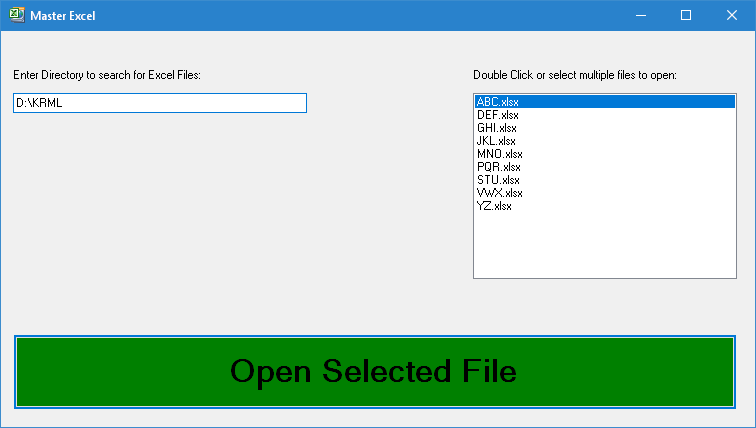 Master Excel
Enter Directory to search for Excel Files:
D:\KRML
Double Click or select multiple files to open:
ABC.xlsx
DEF.xlsx
GHI.xlsx
JKL.xlsx
MNO.xlsx
PQR.xlsx
STU.xlsx
VWX.xlsx
YZ.xlsx
Open Selected File